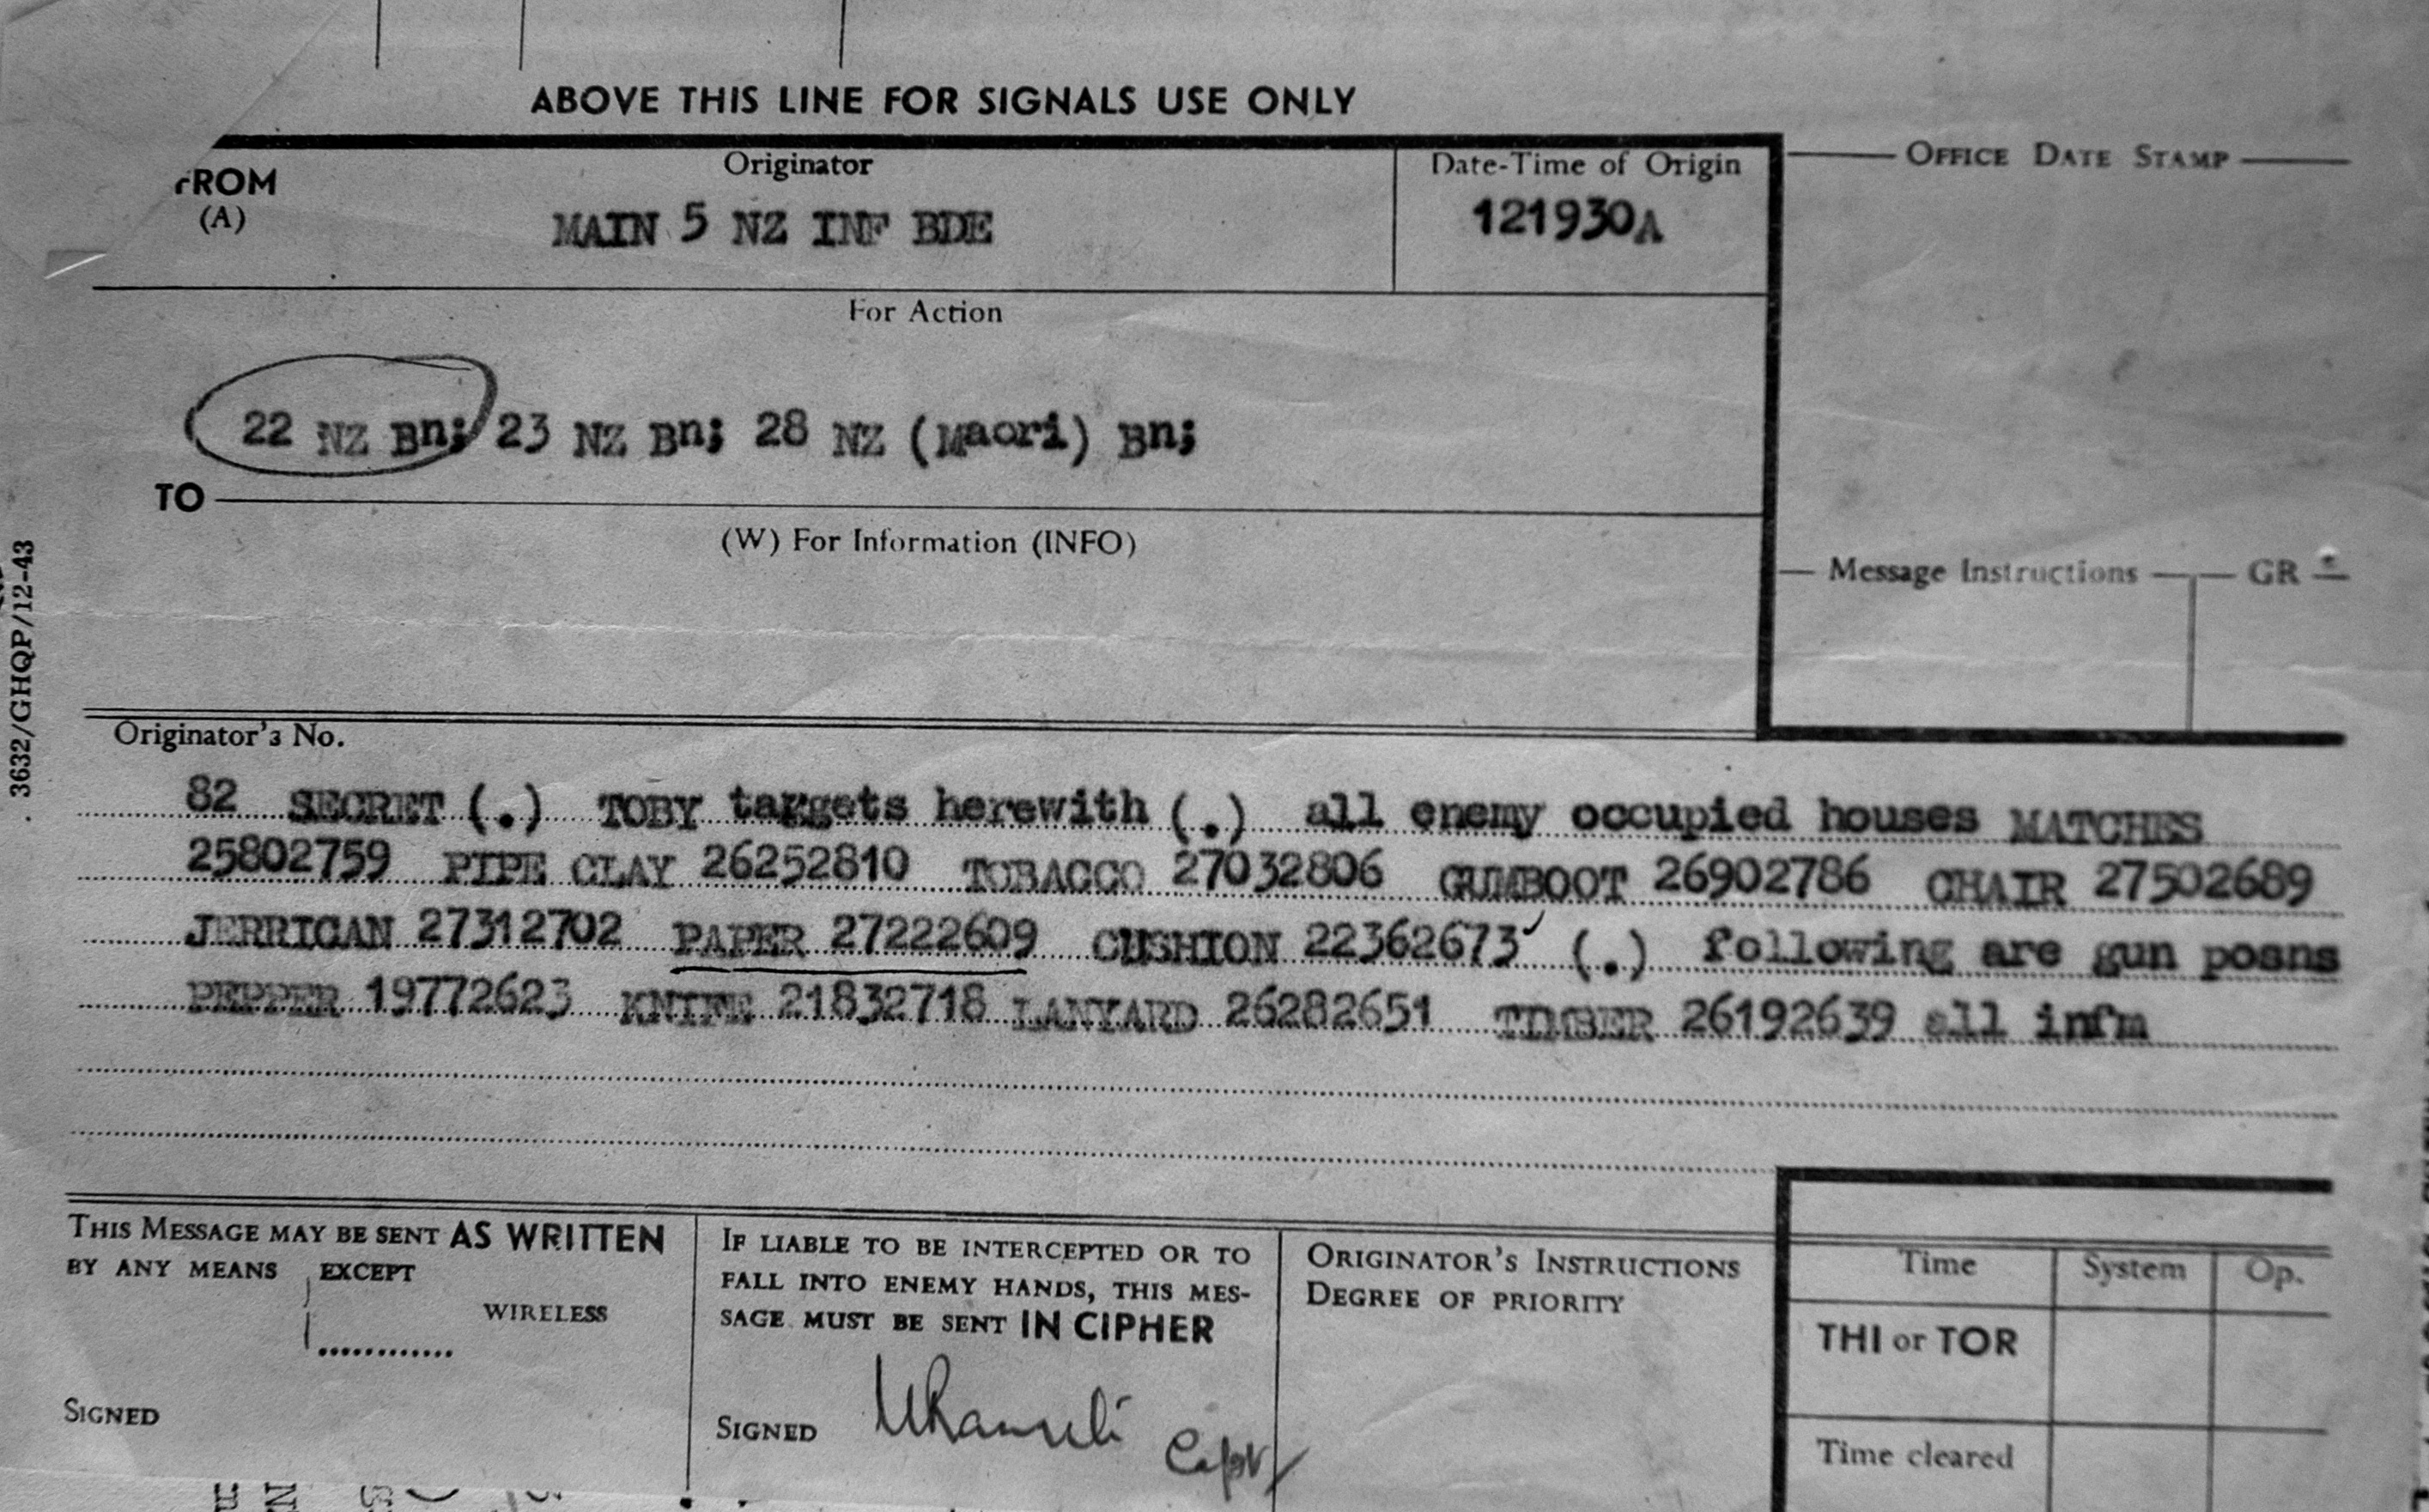 ABOVE THIS LINE FOR SIGNALS USE ONLY
FROM
(A)
Originator
MAIN 5 NZ INF BDE
Date-Time of Origin
121930A
OFFICE DATE STAMP
For Action
22 NZ Bn; 23 NZ Bn; 28 NZ (Maori) Bn;
TO
(W) For Information (INFO)
Message Instructions
GR
3632/GHQP/12-43
Originator's No.
82 SECRET (.) TOBY targets herewith (.) all enemy occupied houses MATCHES
25802759 PIPE CLAY 26252810 TOBACCO 27032806 GUMBOOT 26902786 CHAIR 27502689
JERRICAN 27312702 PAPER 27222609 CUSHION 22362673 (.) following are gun posns
PEPPER 19772623 KNIFE 21832718 LANYARD 26282651 TIMBER 26192639 all infm
THIS MESSAGE MAY BE SENT AS WRITTEN
BY ANY MEANS EXCEPT
............ WIRELESS
SIGNED
IF LIABLE TO BE INTERCEPTED OR TO
FALL INTO ENEMY HANDS, THIS MES-
SAGE MUST BE SENT IN CIPHER
SIGNED Capt
ORIGINATOR'S INSTRUCTIONS
DEGREE OF PRIORITY
Time System Op.
THI or TOR
Time cleared